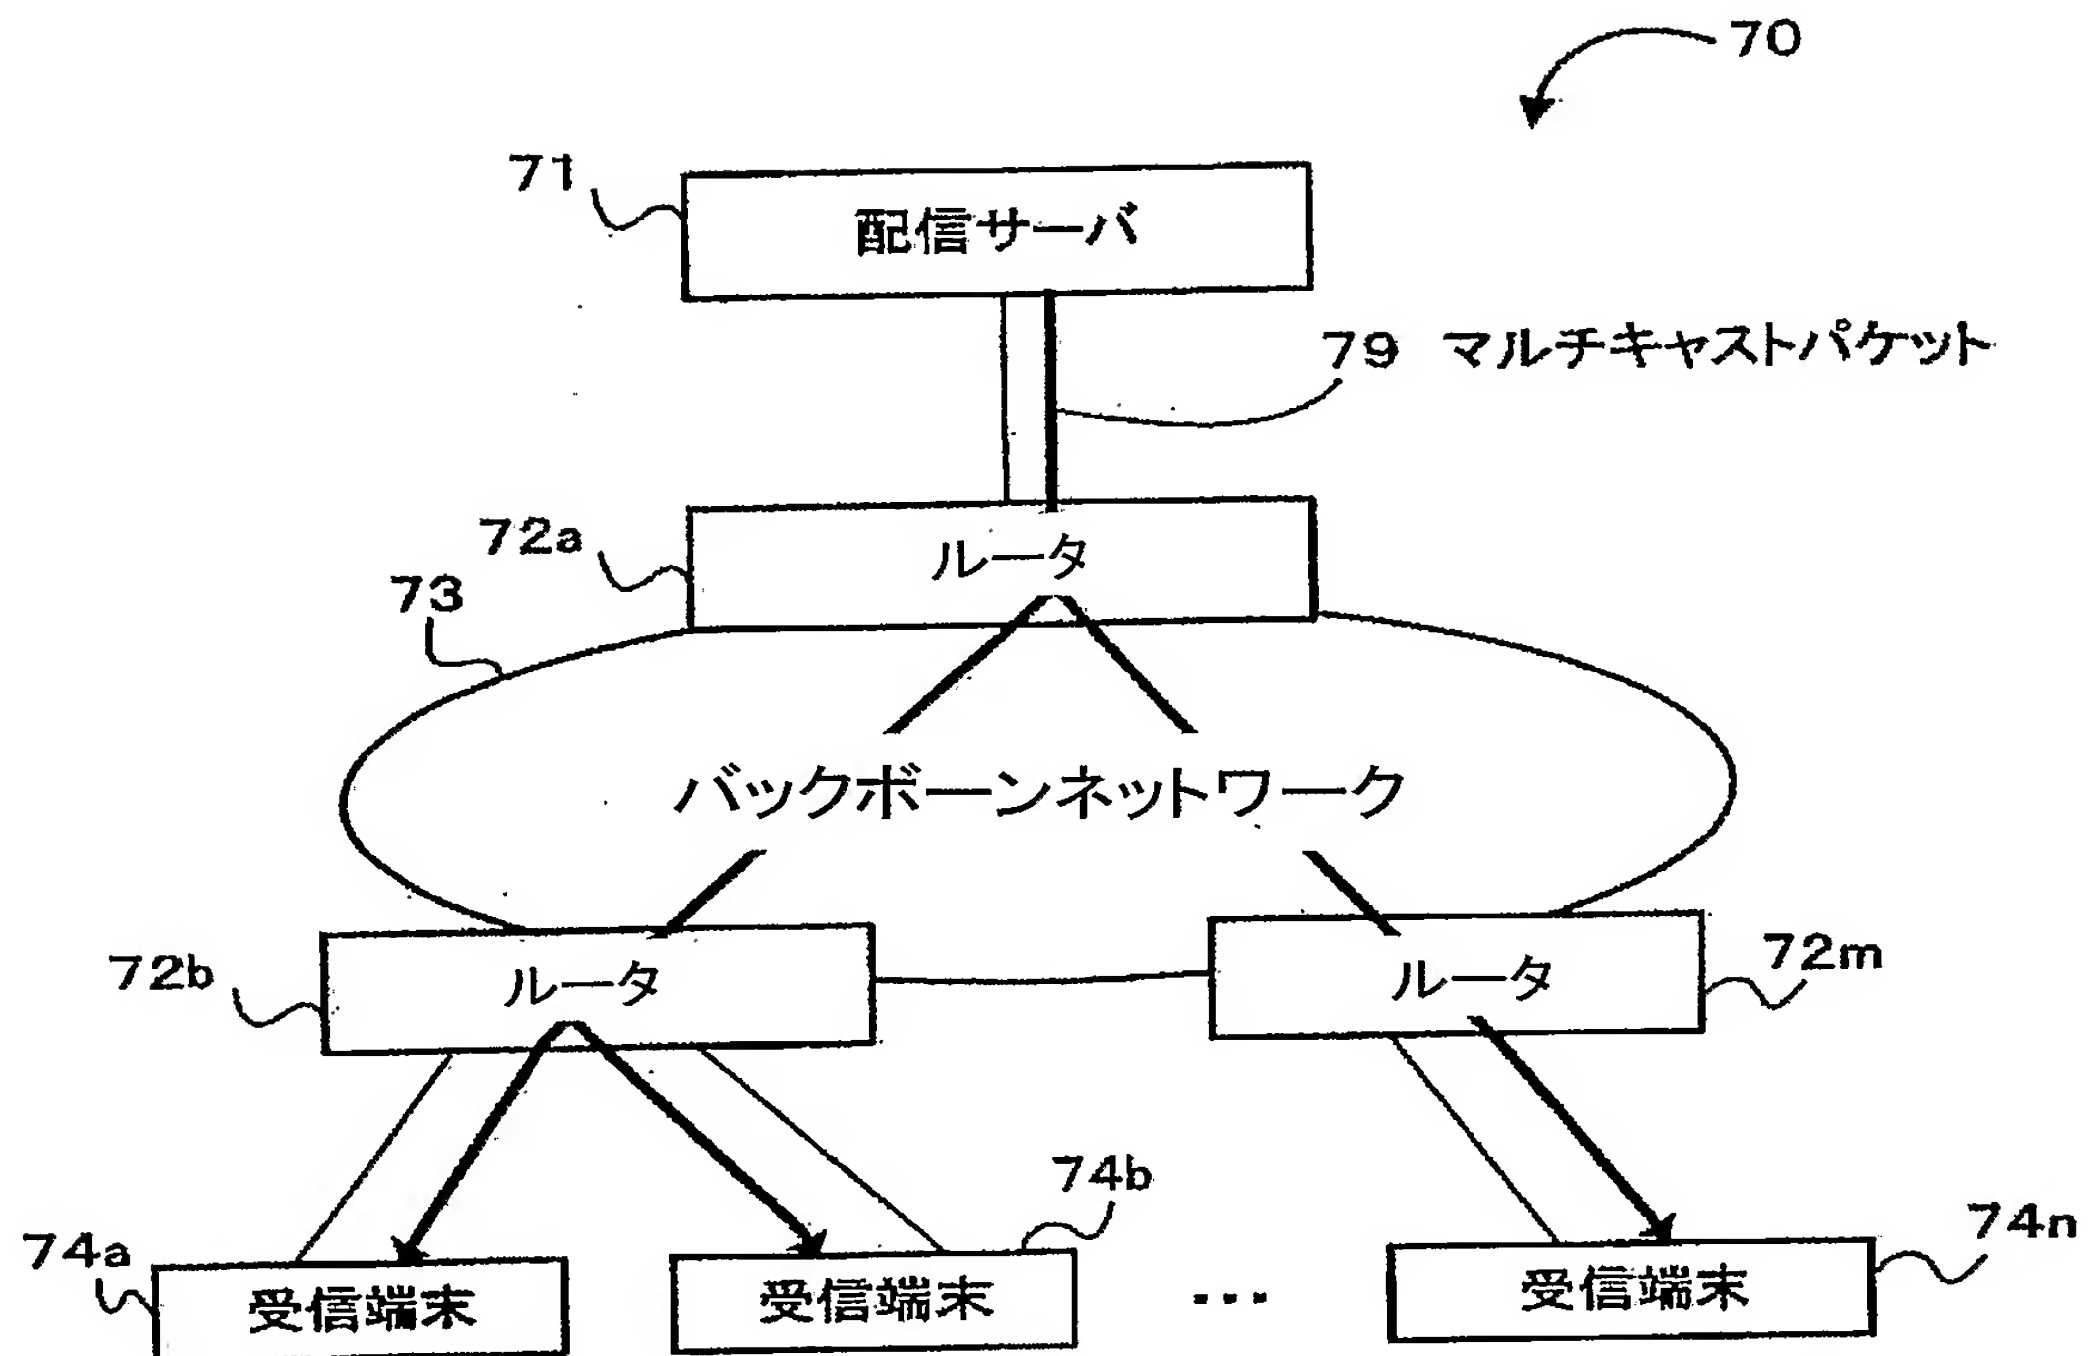 70
71
配信サーバ
79 マルチキャストパケット
72a
ルータ
73
バックボーンネットワーク
72b
ルータ
ルータ
72m
74a
受信端末
74b
受信端末
...
受信端末
74n